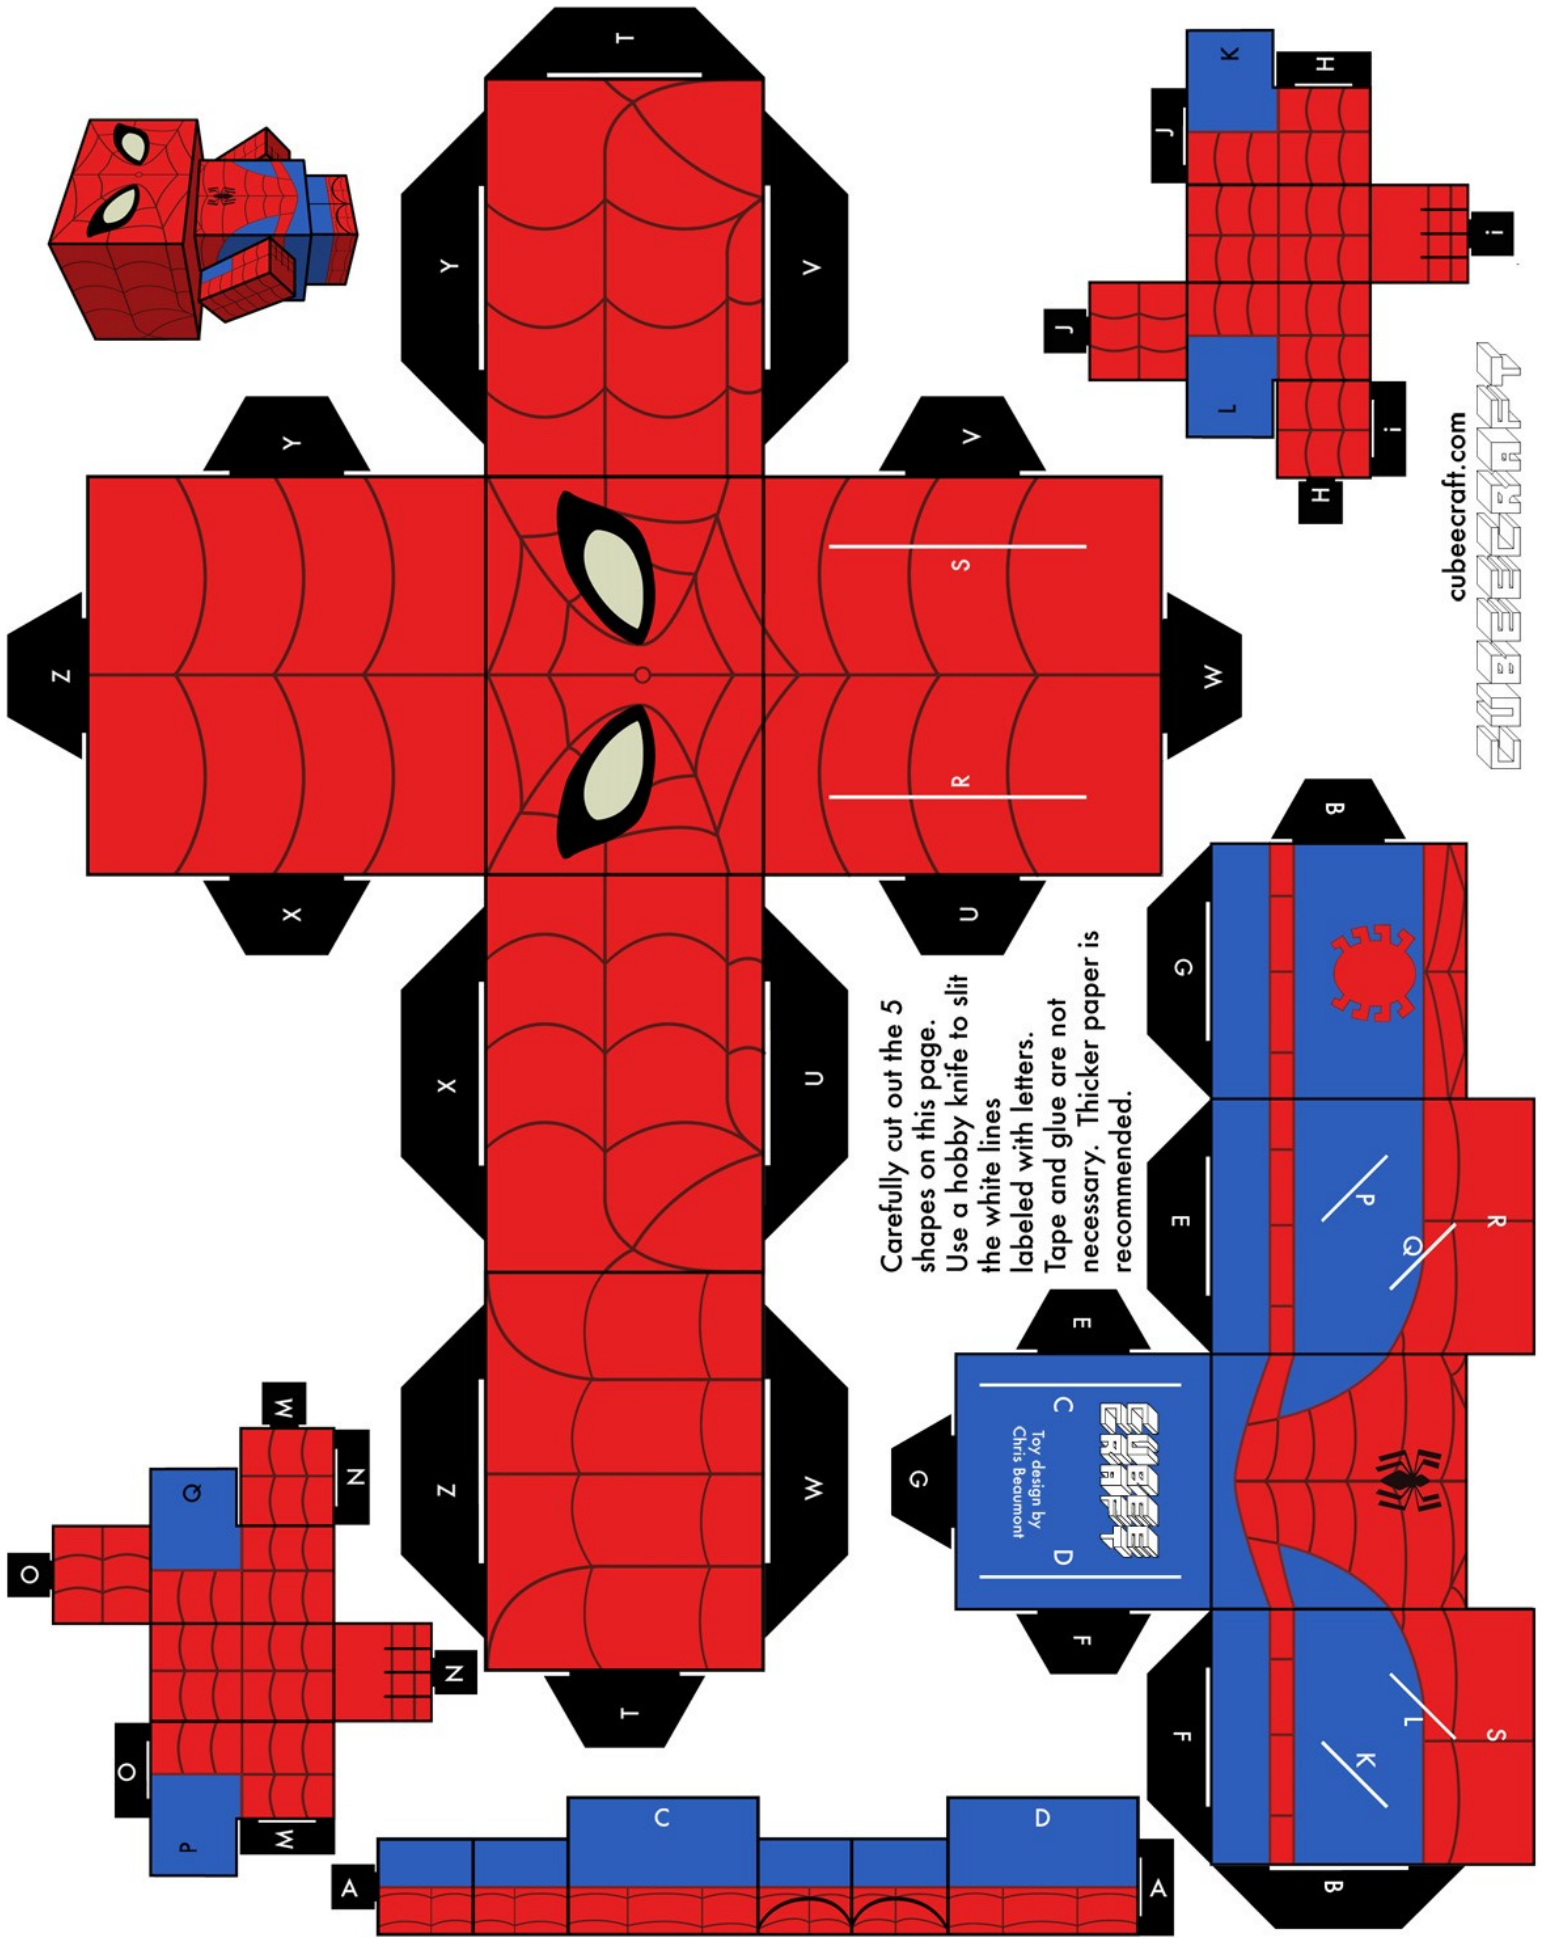 T
Y
V
Y
V
Z
S
R
W
X
U
X
U
Z
W
T
K
H
J
i
J
L
i
H
cubeecraft.com
CUBEECRAFT
Carefully cut out the 5
shapes on this page.
Use a hobby knife to slit
the white lines
labeled with letters.
Tape and glue are not
necessary. Thicker paper is
recommended.
B
G
E
P
Q
R
E
G
C
CUBEE
CRAFT
Toy design by
Chris Beaumont
D
F
F
L
K
S
B
W
N
Q
O
N
O
P
W
A
C
D
A